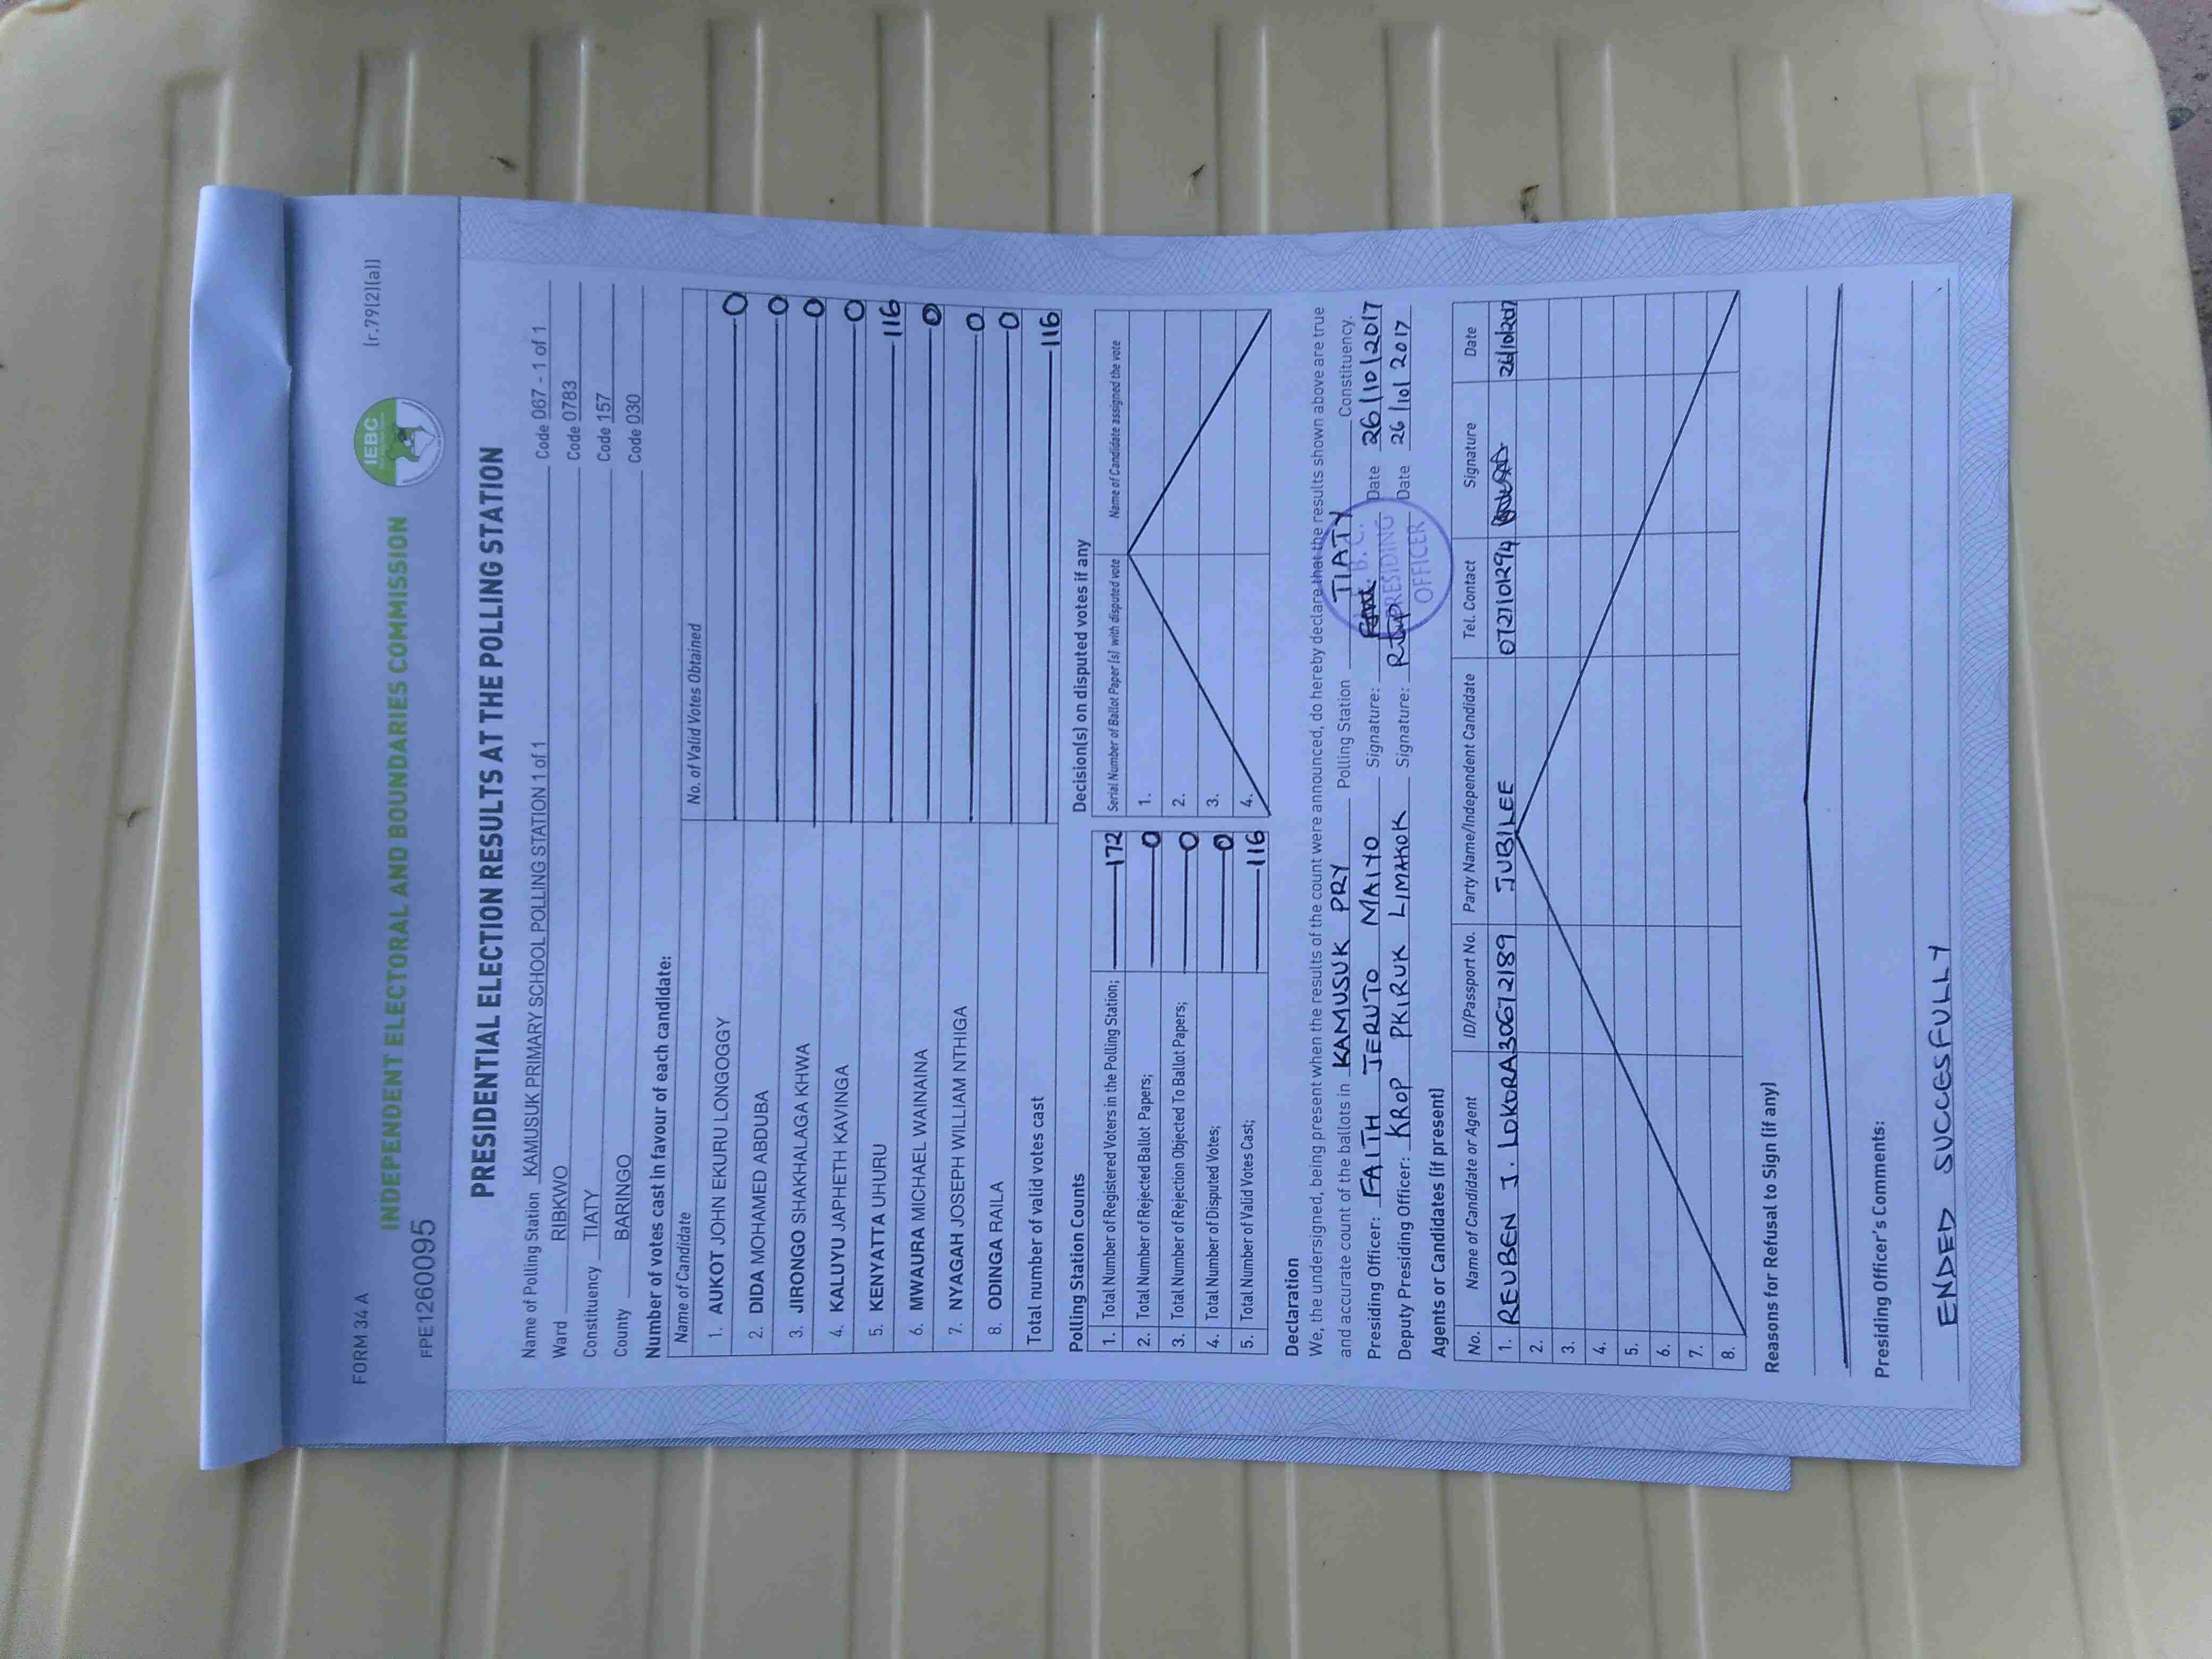 FORM 34 A
(r.79(2)(a))
IEBC
INDEPENDENT ELECTORAL AND BOUNDARIES COMMISSION
FPE1260095
PRESIDENTIAL ELECTION RESULTS AT THE POLLING STATION
Name of Polling Station KAMUSUK PRIMARY SCHOOL POLLING STATION 1 of 1 Code 067 - 1 of 1
Ward RIBKWO Code 0783
Constituency TIATY Code 157
County BARINGO Code 030
Number of votes cast in favour of each candidate:
Name of Candidate No. of Valid Votes Obtained
1. AUKOT JOHN EKURU LONGOGGY 0
2. DIDA MOHAMED ABDUBA 0
3. JIRONGO SHAKHALAGA KHWA 0
4. KALUYU JAPHETH KAVINGA 0
5. KENYATTA UHURU 116
6. MWAURA MICHAEL WAINAINA 0
7. NYAGAH JOSEPH WILLIAM NTHIGA 0
8. ODINGA RAILA 0
Total number of valid votes cast 116
Polling Station Counts
1. Total Number of Registered Voters in the Polling Station; 172
2. Total Number of Rejected Ballot Papers; 0
3. Total Number of Rejection Objected To Ballot Papers; 0
4. Total Number of Disputed Votes; 0
5. Total Number of Valid Votes Cast; 116
Decision(s) on disputed votes if any
Serial Number of Ballot Paper(s) with disputed vote Name of Candidate assigned the vote
1.
2.
3.
4.
Declaration
We, the undersigned, being present when the results of the count were announced, do hereby declare that the results shown above are true
and accurate count of the ballots in KAMUSUK PRY Polling Station TIATY Constituency.
Presiding Officer: FAITH JERUTO MAIYO Signature: Date 26/10/2017
Deputy Presiding Officer: KROP PKIRUK LIMAKOK Signature: Date 26/10/2017
B. C.
PRESIDING
OFFICER
Agents or Candidates (if present)
No. Name of Candidate or Agent ID/Passport No. Party Name/Independent Candidate Tel. Contact Signature Date
1. REUBEN J. LOKORA 30672189 JUBILEE 0727101294 26/10/2017
2.
3.
4.
5.
6.
7.
8.
Reasons for Refusal to Sign (if any)
Presiding Officer's Comments:
ENDED SUCCESFULLY